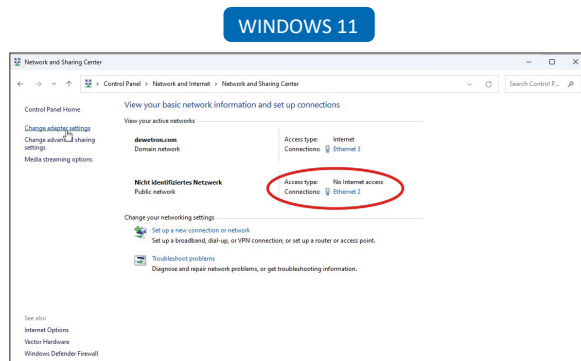 WINDOWS 11
Network and Sharing Center
Control Panel > Network and Internet > Network and Sharing Center
Search Control P...
Control Panel Home
Change adapter settings
Change advanced sharing
settings
Media streaming options
View your basic network information and set up connections
View your active networks
dewetron.com
Domain network
Access type: Internet
Connections: Ethernet 3
Nicht identifiziertes Netzwerk
Public network
Access type: No Internet access
Connections: Ethernet 2
Change your networking settings
Set up a new connection or network
Set up a broadband, dial-up, or VPN connection; or set up a router or access point.
Troubleshoot problems
Diagnose and repair network problems, or get troubleshooting information.
See also
Internet Options
Vector Hardware
Windows Defender Firewall